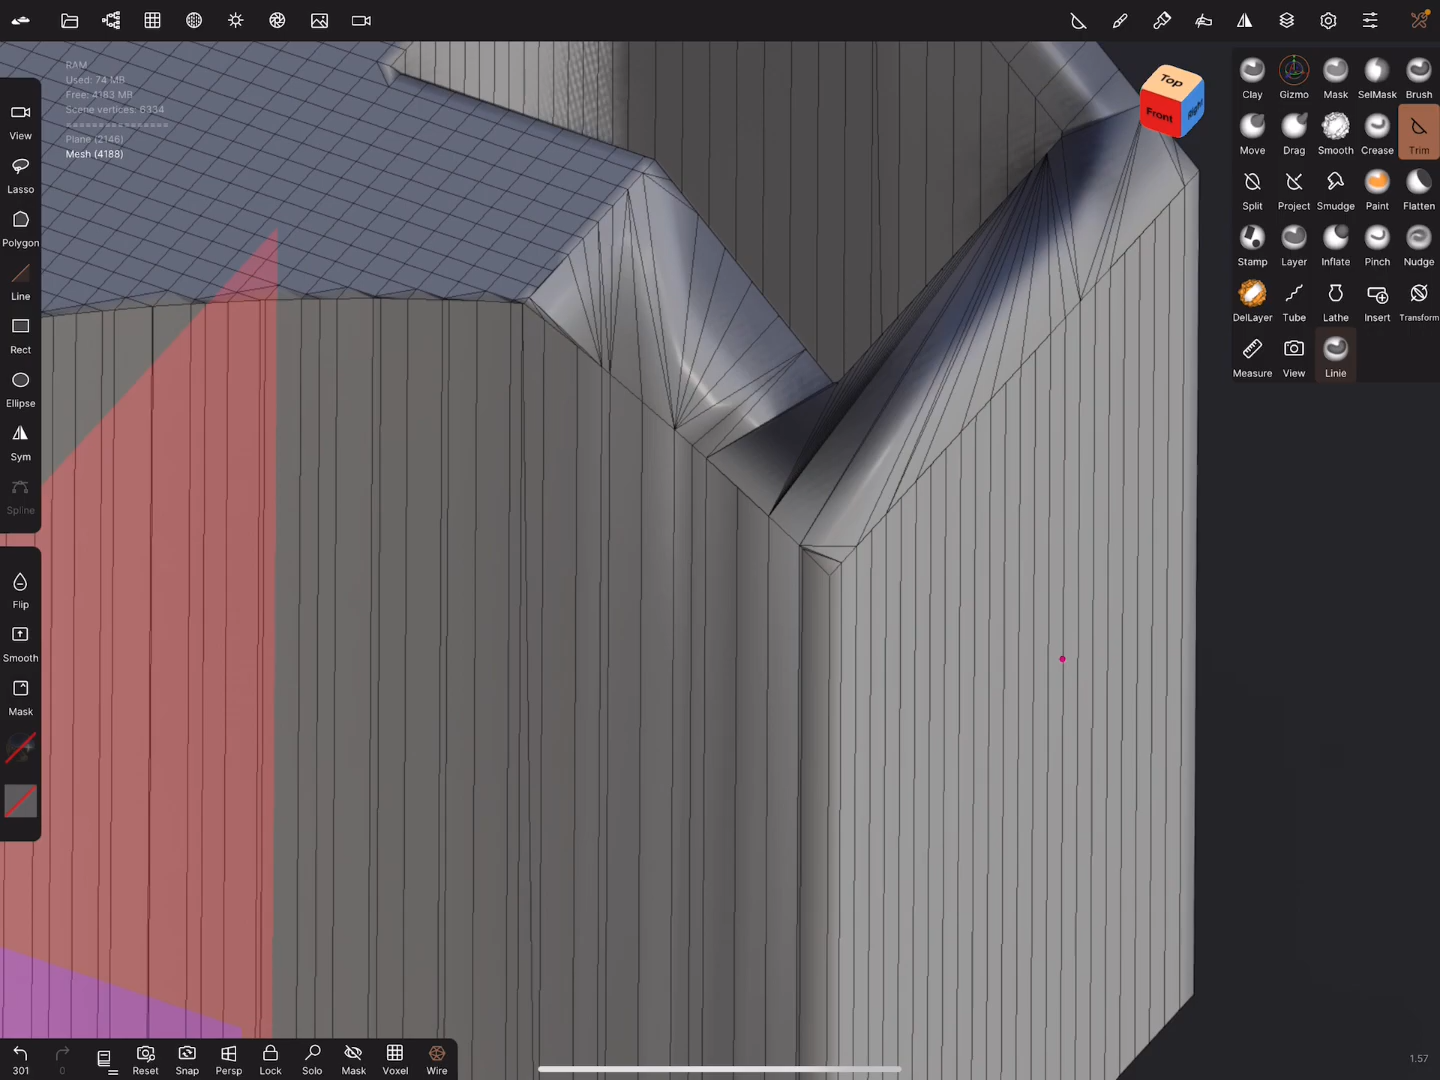 RAM
Used: 74 MB
Free: 4183 MB
Scene vertices: 6334
==================
Plane (2146)
Mesh (4188)
View
Lasso
Polygon
Line
Rect
Ellipse
Sym
Spline
Flip
Smooth
Mask
Top
Front
Right
Clay
Gizmo
Mask
SelMask
Brush
Move
Drag
Smooth
Crease
Trim
Split
Project
Smudge
Paint
Flatten
Stamp
Layer
Inflate
Pinch
Nudge
DelLayer
Tube
Lathe
Insert
Transform
Measure
View
Linie
301
0
Reset
Snap
Persp
Lock
Solo
Mask
Voxel
Wire
1.57